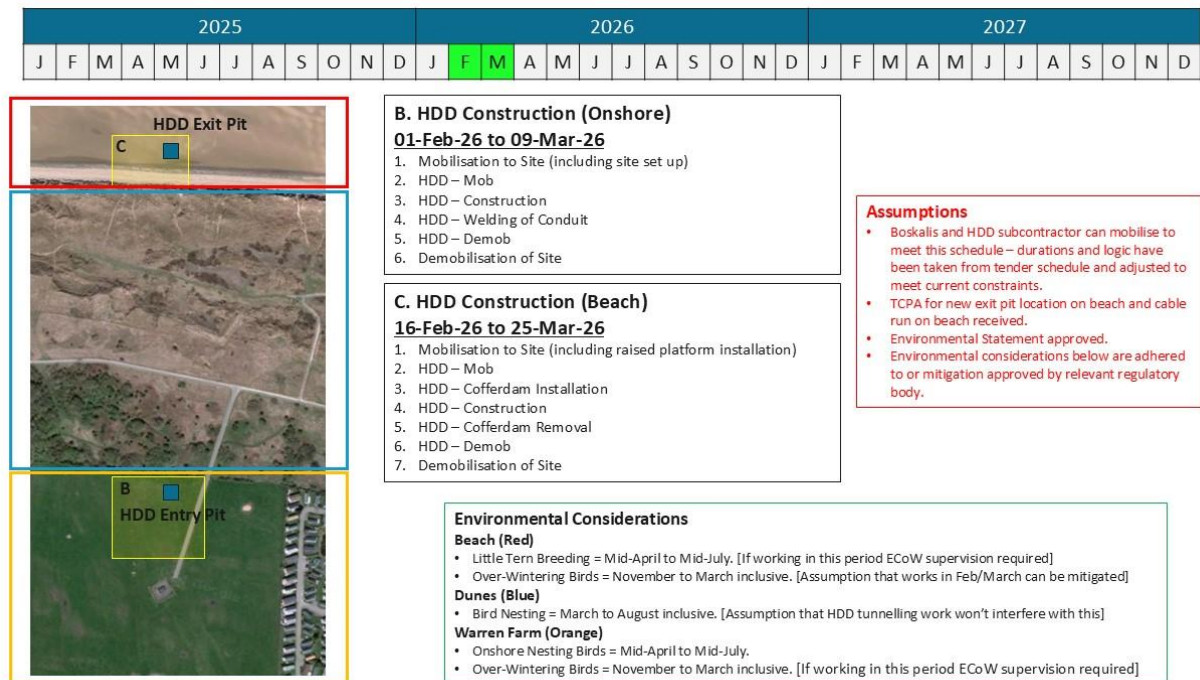 2025 2026 2027
J F M A M J J A S O N D J F M A M J J A S O N D J F M A M J J A S O N D
HDD Exit Pit
C
B
HDD Entry Pit
B. HDD Construction (Onshore)
01-Feb-26 to 09-Mar-26
1. Mobilisation to Site (including site set up)
2. HDD – Mob
3. HDD – Construction
4. HDD – Welding of Conduit
5. HDD – Demob
6. Demobilisation of Site
C. HDD Construction (Beach)
16-Feb-26 to 25-Mar-26
1. Mobilisation to Site (including raised platform installation)
2. HDD – Mob
3. HDD – Cofferdam Installation
4. HDD – Construction
5. HDD – Cofferdam Removal
6. HDD – Demob
7. Demobilisation of Site
Assumptions
• Boskalis and HDD subcontractor can mobilise to
meet this schedule – durations and logic have
been taken from tender schedule and adjusted to
meet current constraints.
• TCPA for new exit pit location on beach and cable
run on beach received.
• Environmental Statement approved.
• Environmental considerations below are adhered
to or mitigation approved by relevant regulatory
body.
Environmental Considerations
Beach (Red)
• Little Tern Breeding = Mid-April to Mid-July. [If working in this period ECoW supervision required]
• Over-Wintering Birds = November to March inclusive. [Assumption that works in Feb/March can be mitigated]
Dunes (Blue)
• Bird Nesting = March to August inclusive. [Assumption that HDD tunnelling work won’t interfere with this]
Warren Farm (Orange)
• Onshore Nesting Birds = Mid-April to Mid-July.
• Over-Wintering Birds = November to March inclusive. [If working in this period ECoW supervision required]